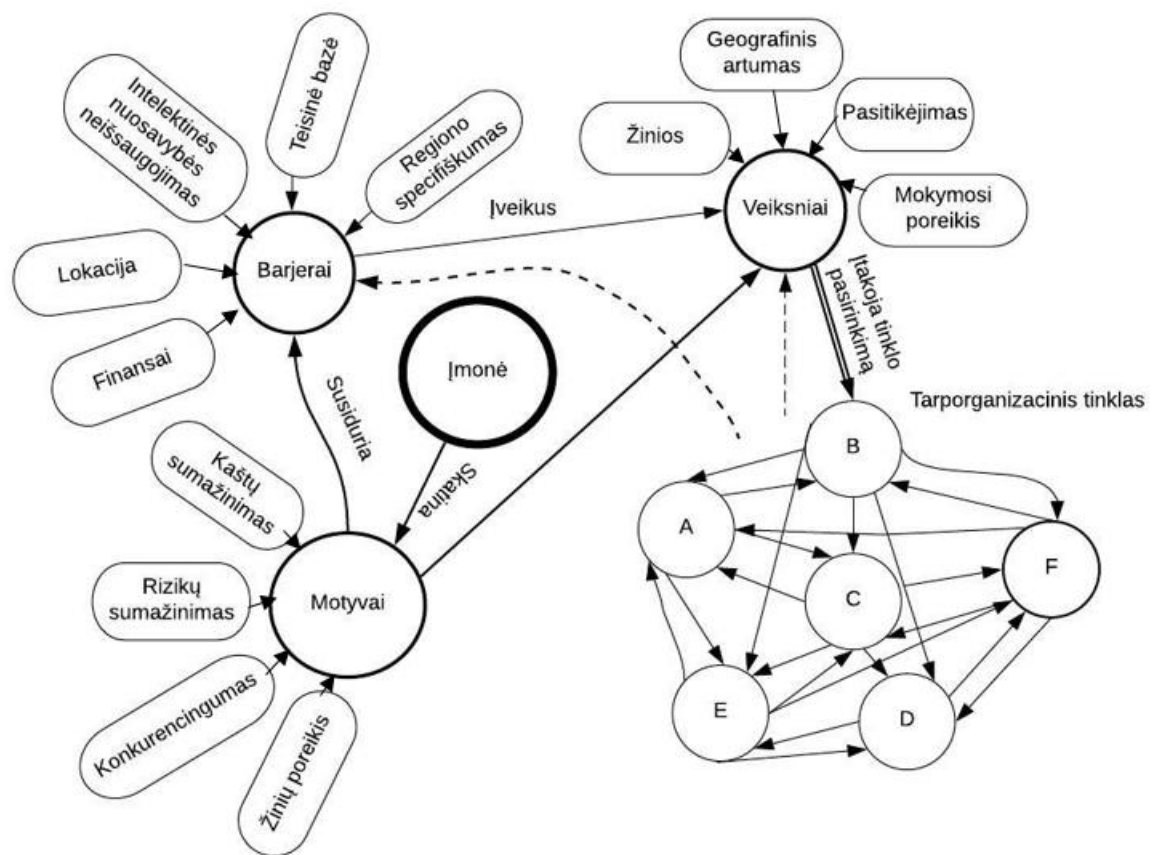 Geografinis
artumas
Žinios
Pasitikėjimas
Mokymosi
poreikis
Veiksniai
Teisinė bazė
Intelektinės
nuosavybės
neišsaugojimas
Regiono
specifiškumas
Lokacija
Finansai
Barjerai
Įveikus
Įmonė
Susiduria
Skatina
Įtakoja tinklo
pasirinkimą
Kaštų
sumažinimas
Rizikų
sumažinimas
Konkurencingumas
Žinių poreikis
Motyvai
Tarporganizacinis tinklas
B
A
C
F
E
D